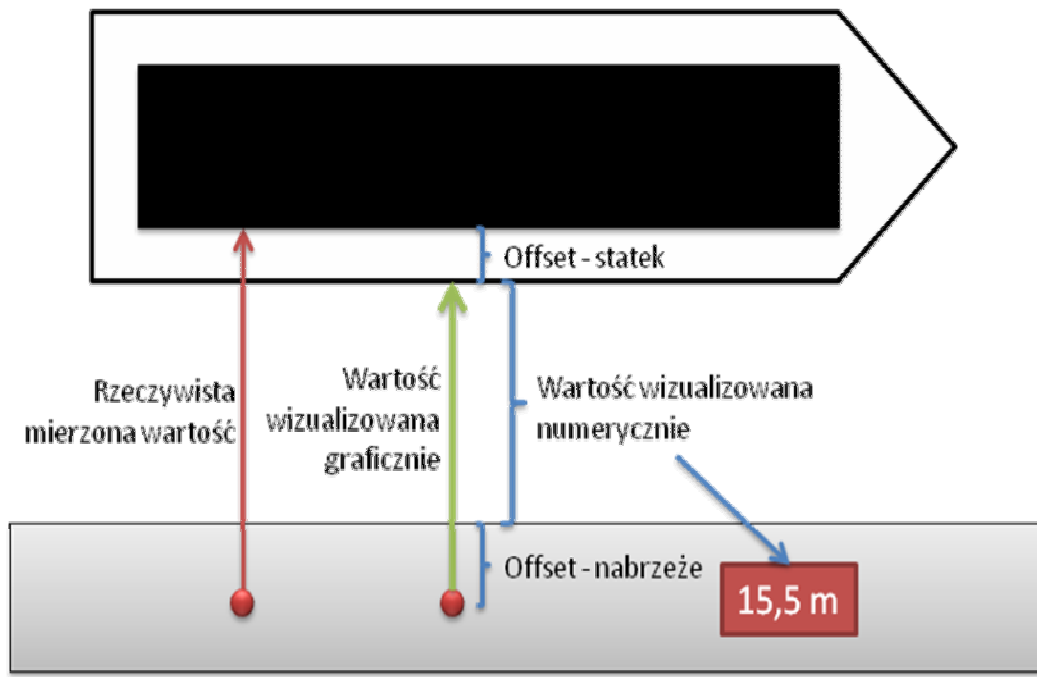 Offset - statek
Rzeczywista
mierzona wartość
Wartość
wizualizowana
graficznie
Wartość wizualizowana
numerycznie
Offset - nabrzeże
15,5 m